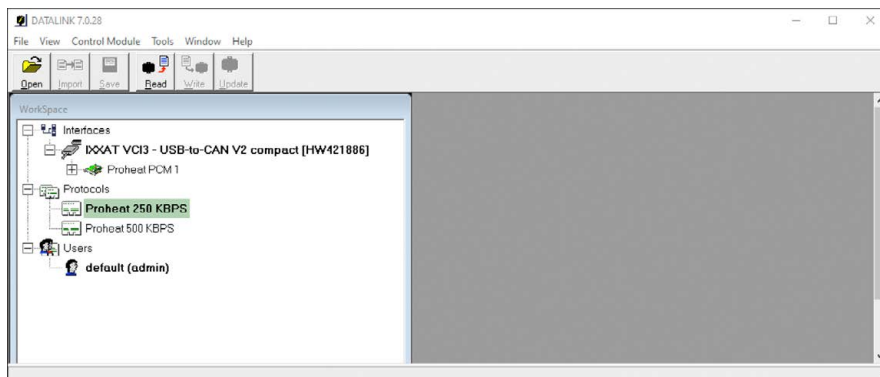 DATALINK 7.0.28
File View Control Module Tools Window Help
Open Import Save Read Write Update
WorkSpace
Interfaces
IXXAT VCI3 - USB-to-CAN V2 compact [HW421886]
Proheat PCM 1
Protocols
Proheat 250 KBPS
Proheat 500 KBPS
Users
default (admin)